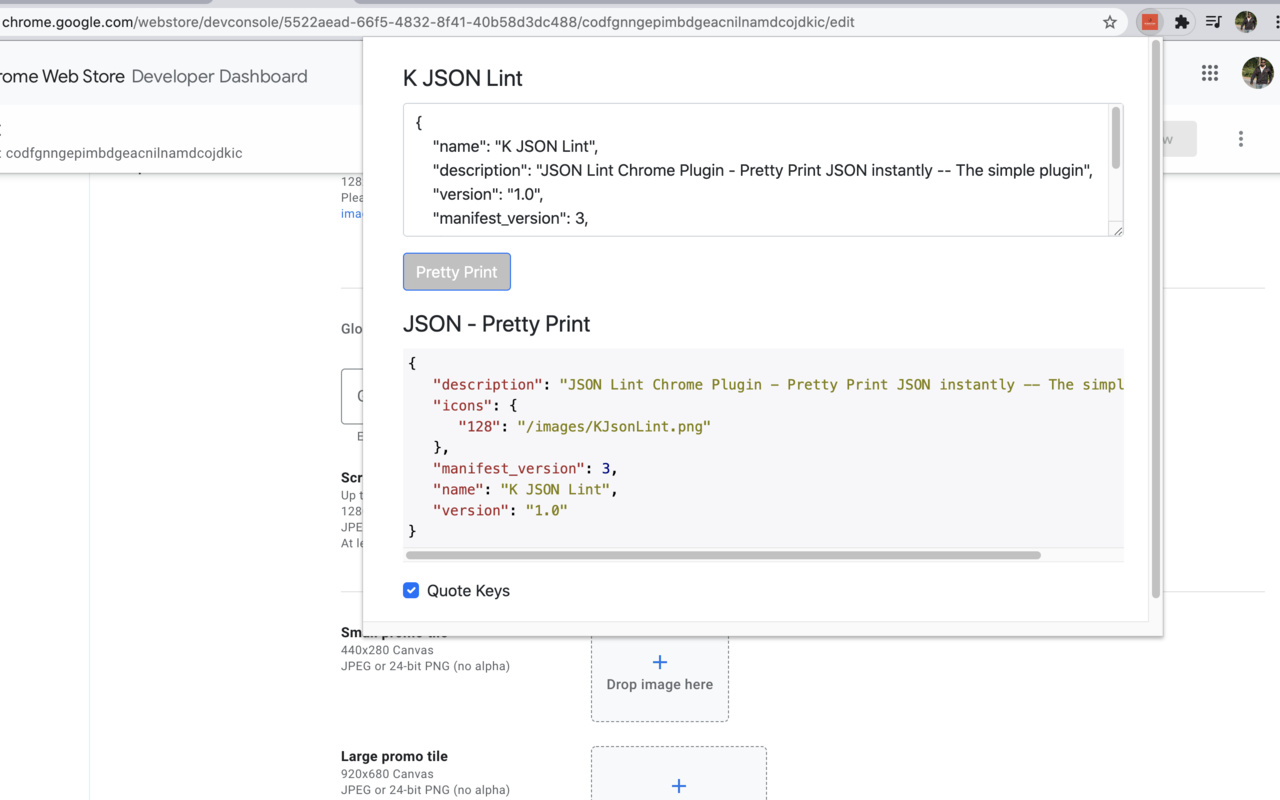 chrome.google.com/webstore/devconsole/5522aead-66f5-4832-8f41-40b58d3dc488/codfgnngepimbdgeacnilnamdcojdkic/edit
rome Web Store Developer Dashboard
: codfgnngepimbdgeacnilnamdcojdkic
w
K JSON Lint
{
"name": "K JSON Lint",
"description": "JSON Lint Chrome Plugin - Pretty Print JSON instantly -- The simple plugin",
"version": "1.0",
"manifest_version": 3,
Pretty Print
JSON - Pretty Print
{
"description": "JSON Lint Chrome Plugin - Pretty Print JSON instantly -- The simpl
"icons": {
"128": "/images/KJsonLint.png"
},
"manifest_version": 3,
"name": "K JSON Lint",
"version": "1.0"
}
Quote Keys
128
Plea
ima
Glo
E
Scr
Up t
128
JPE
At le
440x280 Canvas
JPEG or 24-bit PNG (no alpha)
Drop image here
Large promo tile
920x680 Canvas
JPEG or 24-bit PNG (no alpha)